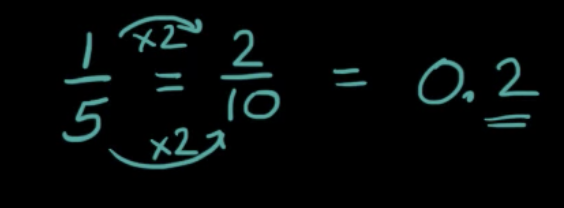 ×2
1/5 = 2/10 = 0.2
×2